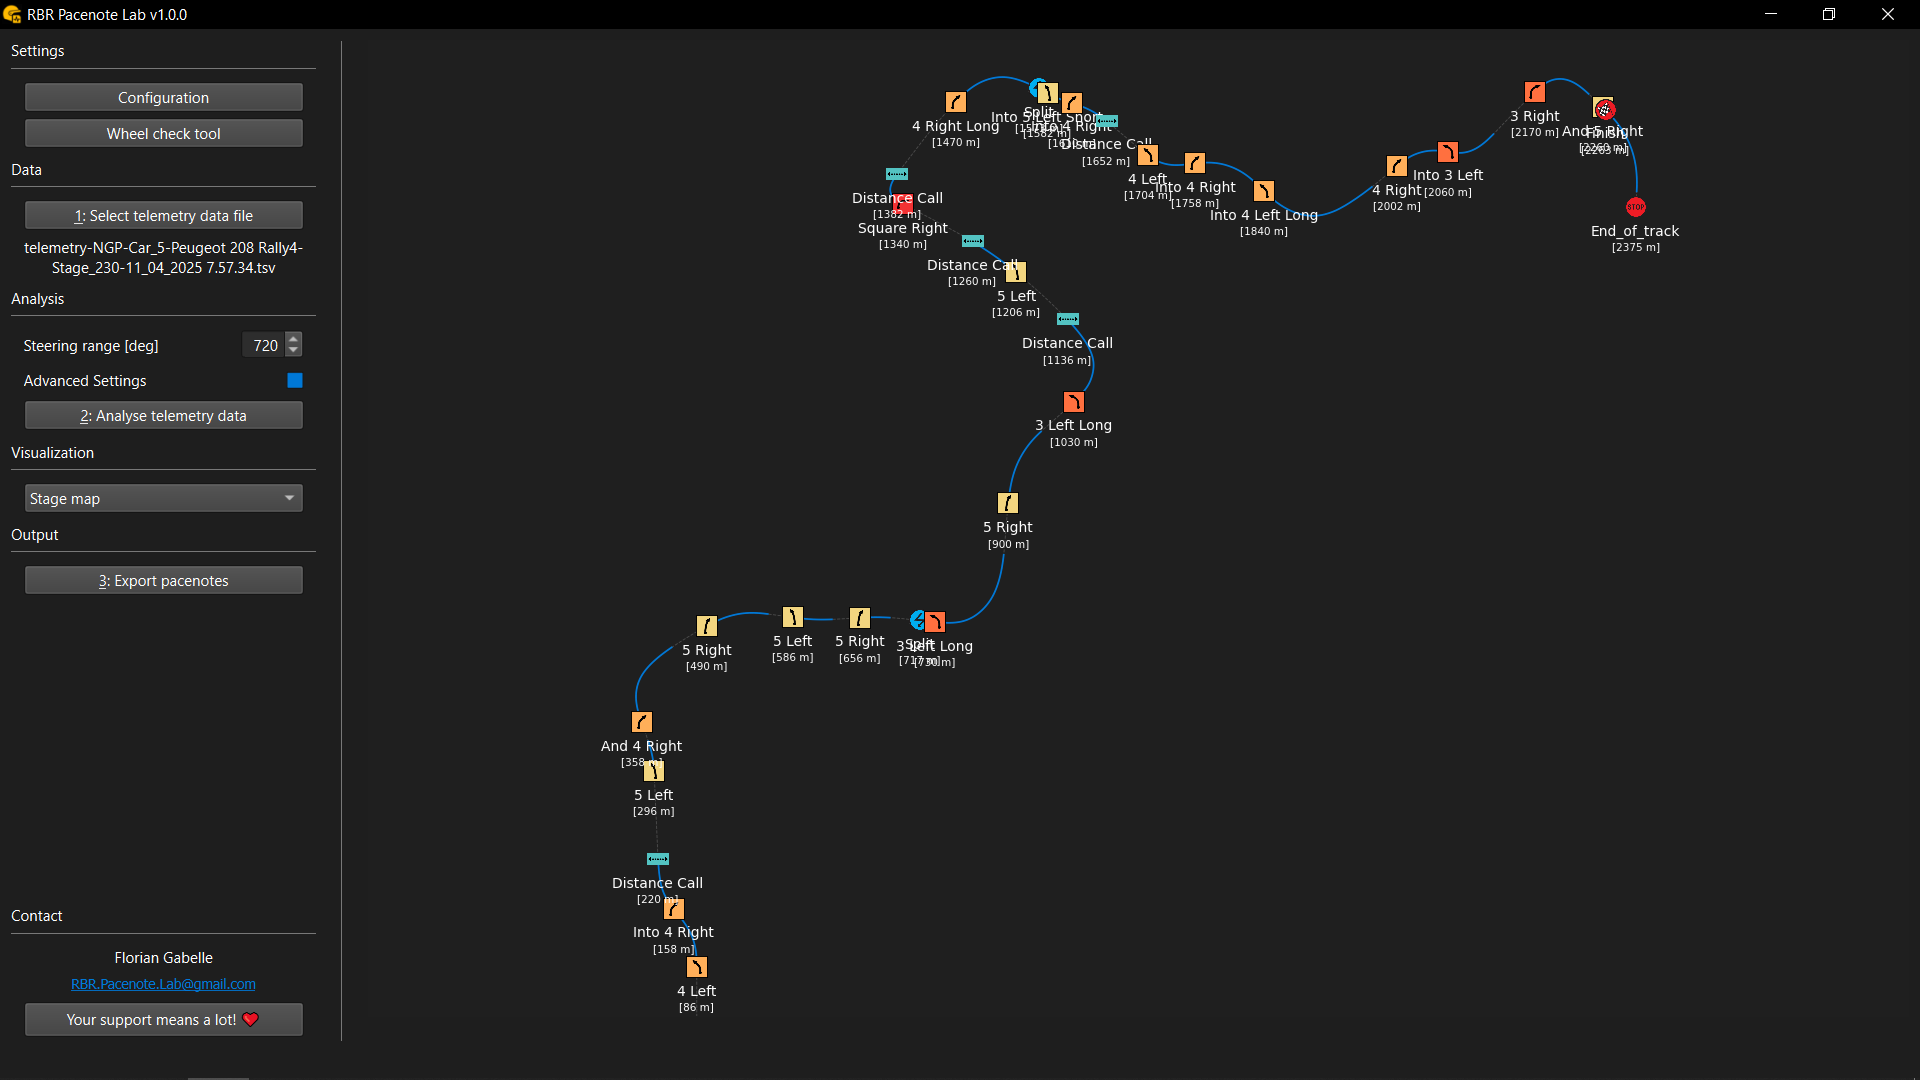 RBR Pacenote Lab v1.0.0
Settings
Configuration
Wheel check tool
Data
1: Select telemetry data file
telemetry-NGP-Car_5-Peugeot 208 Rally4-
Stage_230-11_04_2025 7.57.34.tsv
Analysis
Steering range [deg]
720
Advanced Settings
2: Analyse telemetry data
Visualization
Stage map
Output
3: Export pacenotes
Contact
Florian Gabelle
RBR.Pacenote.Lab@gmail.com
Your support means a lot!
4 Right Long
[1470 m]
Split
Into 5 Left Short
[1582 m]
Into 4 Right
Distance Call
[1652 m]
4 Left
[1704 m]
Into 4 Right
[1758 m]
Into 4 Left Long
[1840 m]
4 Right
[2002 m]
Into 3 Left
[2060 m]
3 Right
[2170 m]
And 5 Right
[2260 m]
Finish
End_of_track
[2375 m]
STOP
Distance Call
[1382 m]
Square Right
[1340 m]
Distance Call
[1260 m]
5 Left
[1206 m]
Distance Call
[1136 m]
3 Left Long
[1030 m]
5 Right
[900 m]
5 Right
[490 m]
5 Left
[586 m]
5 Right
[656 m]
Split
[717 m]
3 Left Long
[730 m]
And 4 Right
[358 m]
5 Left
[296 m]
Distance Call
[220 m]
Into 4 Right
[158 m]
4 Left
[86 m]